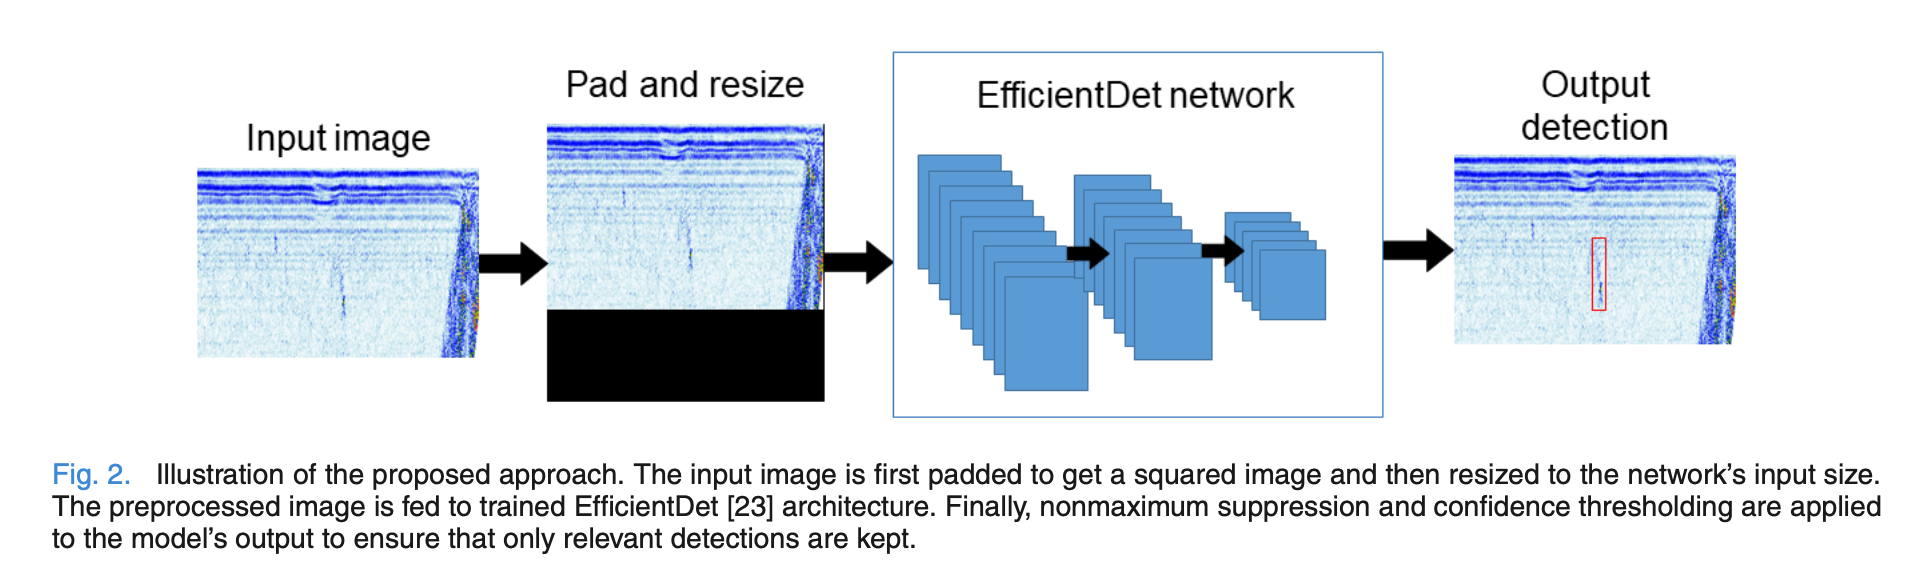 Input image
Pad and resize
EfficientDet network
Output
detection
Fig. 2. Illustration of the proposed approach. The input image is first padded to get a squared image and then resized to the network’s input size.
The preprocessed image is fed to trained EfficientDet [23] architecture. Finally, nonmaximum suppression and confidence thresholding are applied
to the model’s output to ensure that only relevant detections are kept.